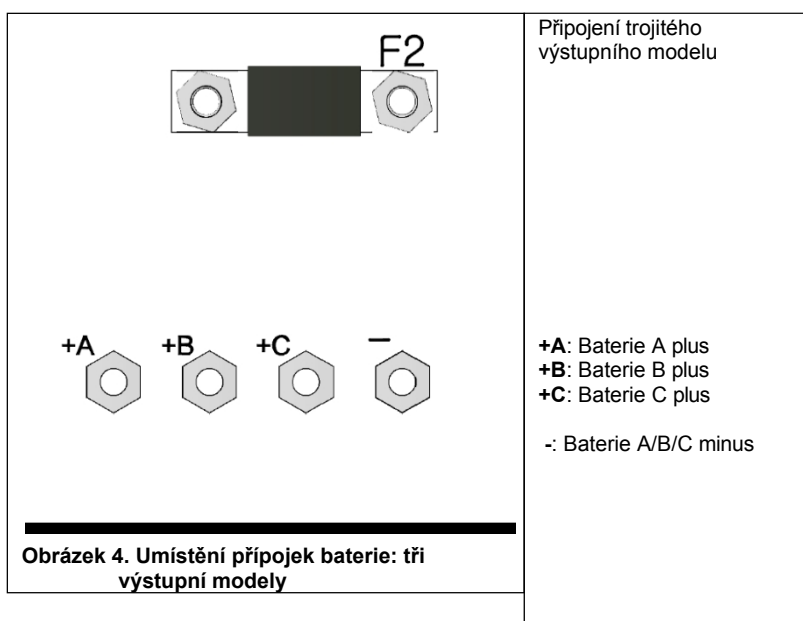 F2
+A +B +C -
Obrázek 4. Umístění přípojek baterie: tři
výstupní modely
Připojení trojitého
výstupního modelu
+A: Baterie A plus
+B: Baterie B plus
+C: Baterie C plus
-: Baterie A/B/C minus